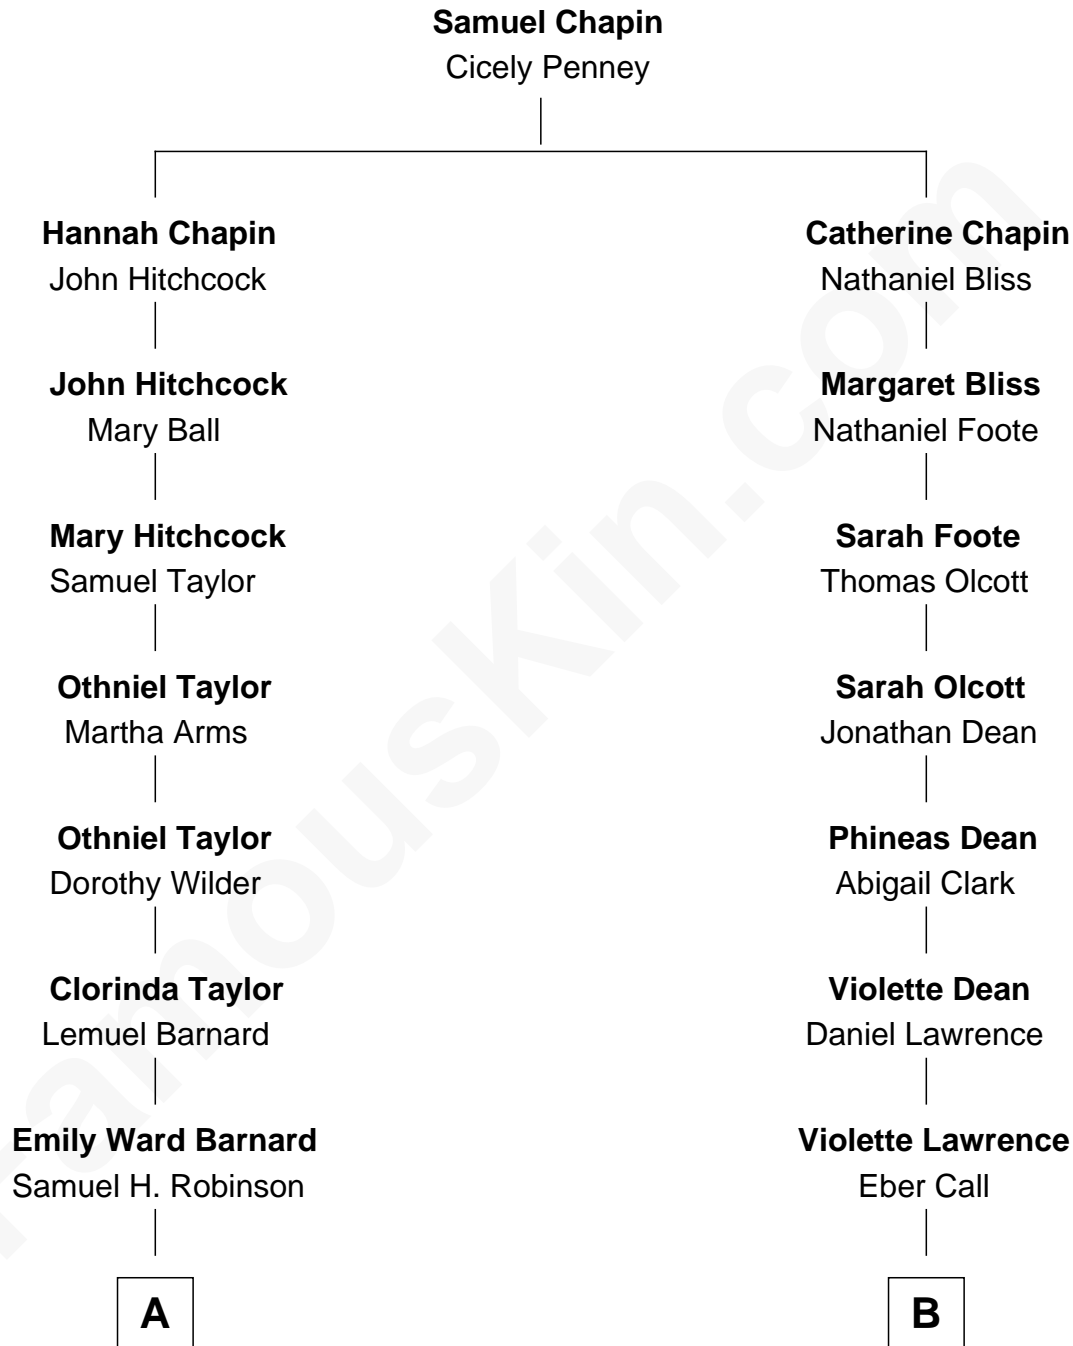 Samuel Chapin
Cicely Penney
Hannah Chapin
John Hitchcock
Catherine Chapin
Nathaniel Bliss
John Hitchcock
Mary Ball
Margaret Bliss
Nathaniel Foote
Mary Hitchcock
Samuel Taylor
Sarah Foote
Thomas Olcott
Othniel Taylor
Martha Arms
Sarah Olcott
Jonathan Dean
Othniel Taylor
Dorothy Wilder
Phineas Dean
Abigail Clark
Clorinda Taylor
Lemuel Barnard
Violette Dean
Daniel Lawrence
Emily Ward Barnard
Samuel H. Robinson
Violette Lawrence
Eber Call
A
B
FamousKin.com